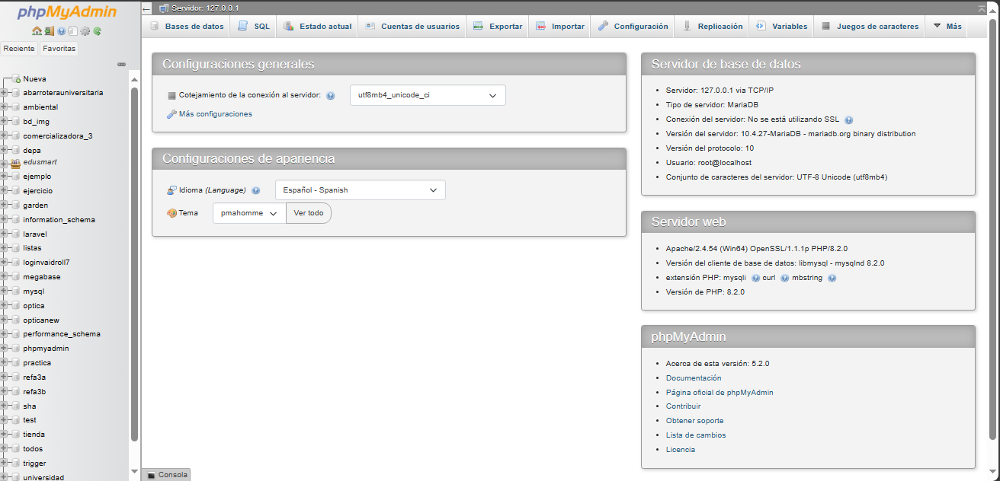 phpMyAdmin
Reciente Favoritas
Nueva
abarroterauniversitaria
ambiental
bd_img
comercializadora_3
depa
edusmart
ejemplo
ejercicio
garden
information_schema
laravel
listas
loginvaidroll7
megabase
mysql
optica
opticanew
performance_schema
phpmyadmin
practica
refa3a
refa3b
sha
test
tienda
todos
trigger
universidad
Servidor: 127.0.0.1
Bases de datos SQL Estado actual Cuentas de usuarios Exportar Importar Configuración Replicación Variables Juegos de caracteres Más
Configuraciones generales
Cotejamiento de la conexión al servidor: utf8mb4_unicode_ci
Más configuraciones
Configuraciones de apariencia
Idioma (Language) Español - Spanish
Tema pmahomme Ver todo
Servidor de base de datos
Servidor: 127.0.0.1 via TCP/IP
Tipo de servidor: MariaDB
Conexión del servidor: No se está utilizando SSL
Versión del servidor: 10.4.27-MariaDB - mariadb.org binary distribution
Versión del protocolo: 10
Usuario: root@localhost
Conjunto de caracteres del servidor: UTF-8 Unicode (utf8mb4)
Servidor web
Apache/2.4.54 (Win64) OpenSSL/1.1.1p PHP/8.2.0
Versión del cliente de base de datos: libmysql - mysqlnd 8.2.0
extensión PHP: mysqli curl mbstring
Versión de PHP: 8.2.0
phpMyAdmin
Acerca de esta versión: 5.2.0
Documentación
Página oficial de phpMyAdmin
Contribuir
Obtener soporte
Lista de cambios
Licencia
Consola